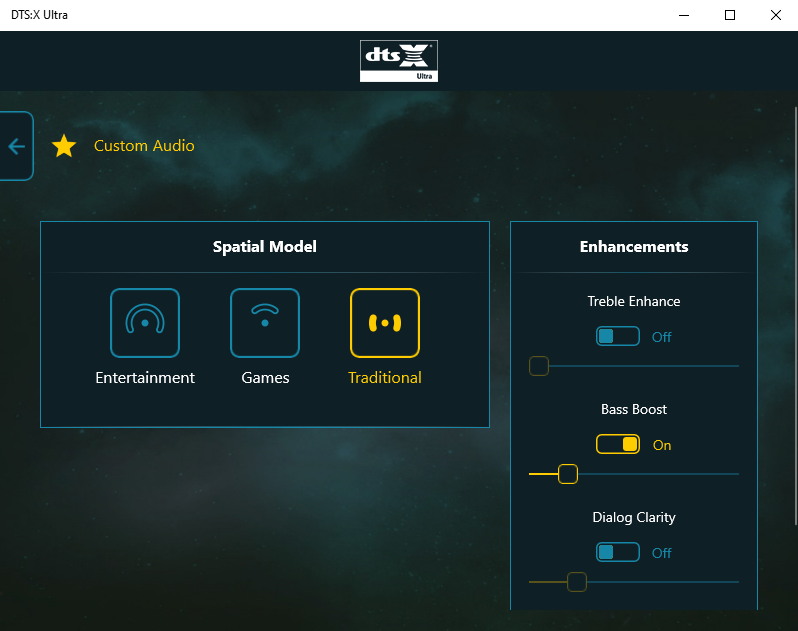 DTS:X Ultra
dts X
Ultra
Custom Audio
Spatial Model
Entertainment
Games
Traditional
Enhancements
Treble Enhance
Off
Bass Boost
On
Dialog Clarity
Off